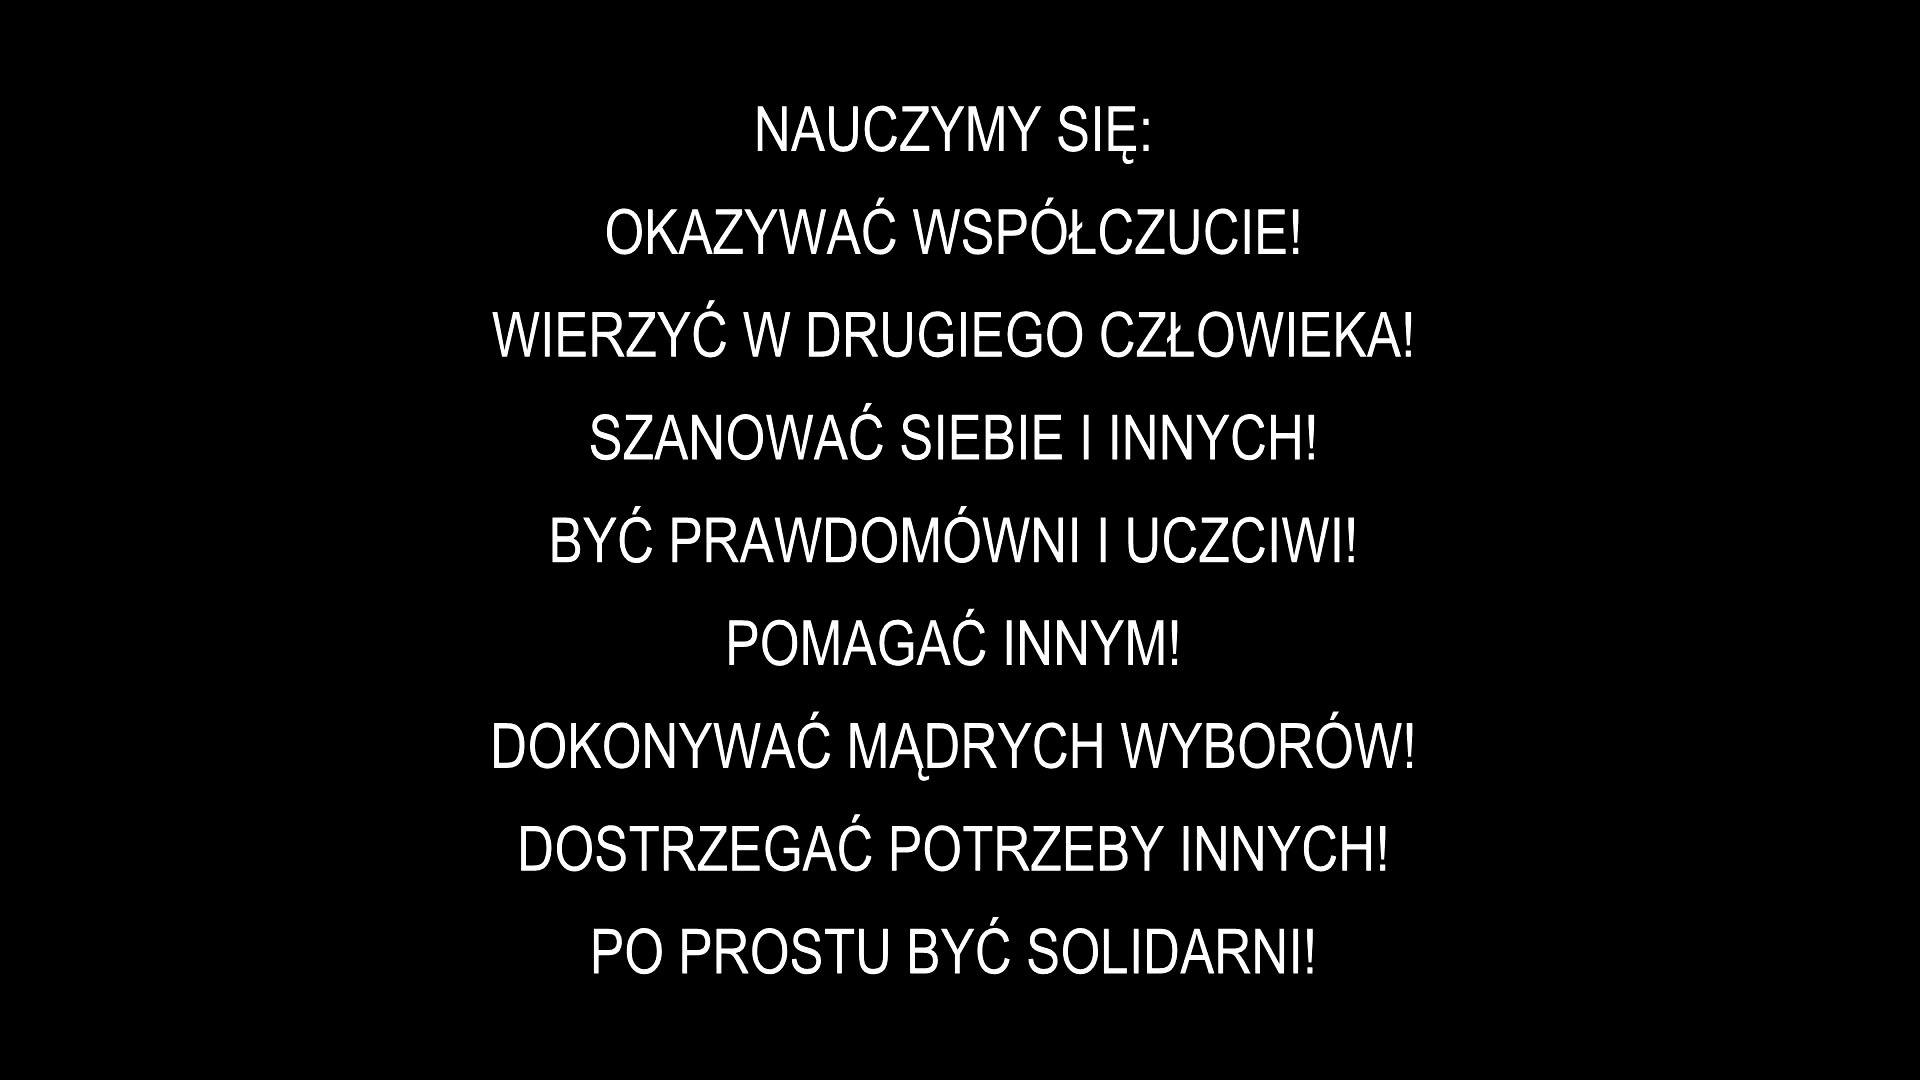 NAUCZYMY SIĘ:
OKAZYWAĆ WSPÓŁCZUCIE!
WIERZYĆ W DRUGIEGO CZŁOWIEKA!
SZANOWAĆ SIEBIE I INNYCH!
BYĆ PRAWDOMÓWNI I UCZCIWI!
POMAGAĆ INNYM!
DOKONYWAĆ MĄDRYCH WYBORÓW!
DOSTRZEGAĆ POTRZEBY INNYCH!
PO PROSTU BYĆ SOLIDARNI!